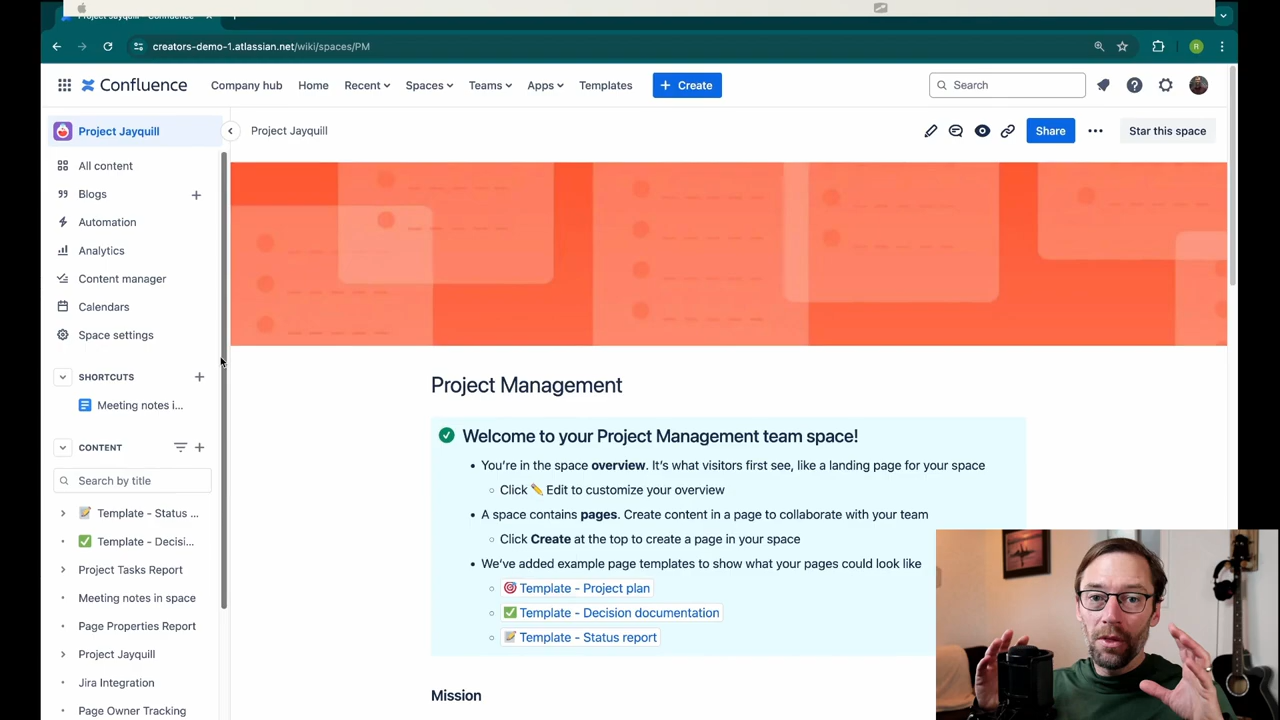 Project Jayquill - Confluence
creators-demo-1.atlassian.net/wiki/spaces/PM
R
Confluence
Company hub
Home
Recent
Spaces
Teams
Apps
Templates
+ Create
Search
Project Jayquill
Project Jayquill
Share
Star this space
All content
Blogs
Automation
Analytics
Content manager
Calendars
Space settings
SHORTCUTS
Meeting notes i...
CONTENT
Search by title
Template - Status ...
Template - Decisi...
Project Tasks Report
Meeting notes in space
Page Properties Report
Project Jayquill
Jira Integration
Page Owner Tracking
Project Management
Welcome to your Project Management team space!
• You're in the space overview. It's what visitors first see, like a landing page for your space
◦ Click ✏️ Edit to customize your overview
• A space contains pages. Create content in a page to collaborate with your team
◦ Click Create at the top to create a page in your space
• We've added example page templates to show what your pages could look like
◦ 🎯 Template - Project plan
◦ ✅ Template - Decision documentation
◦ 📝 Template - Status report
Mission